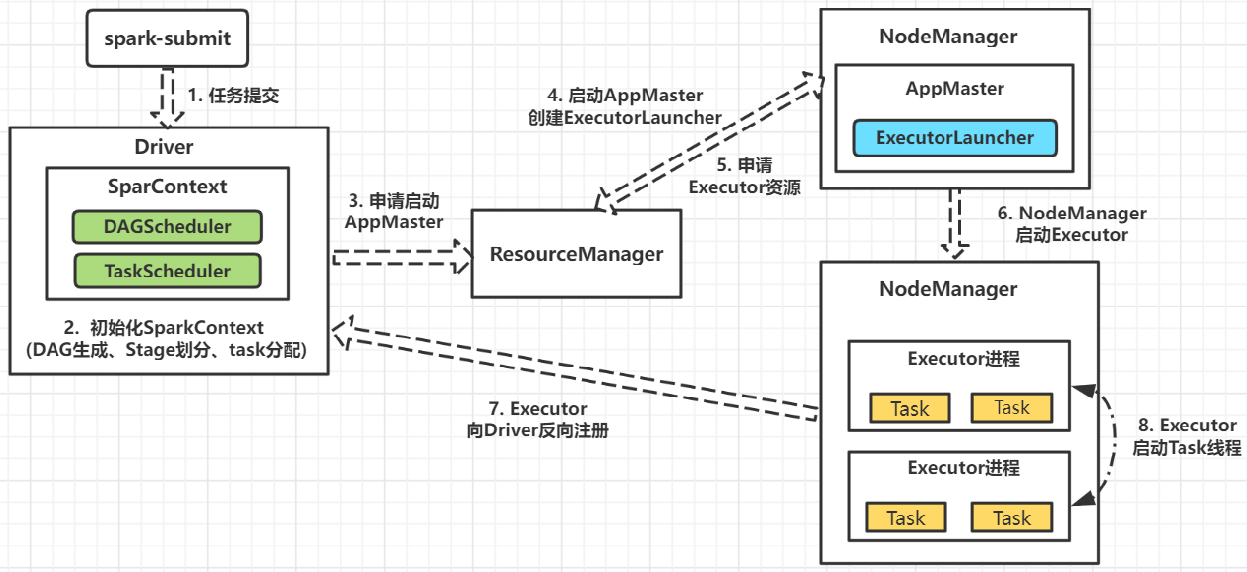 spark-submit
1. 任务提交
Driver
SparContext
DAGScheduler
TaskScheduler
2. 初始化SparkContext
(DAG生成、Stage划分、task分配)
3. 申请启动
AppMaster
ResourceManager
4. 启动AppMaster
创建ExecutorLauncher
5. 申请
Executor资源
NodeManager
AppMaster
ExecutorLauncher
6. NodeManager
启动Executor
NodeManager
Executor进程
Task
Task
Executor进程
Task
Task
7. Executor
向Driver反向注册
8. Executor
启动Task线程